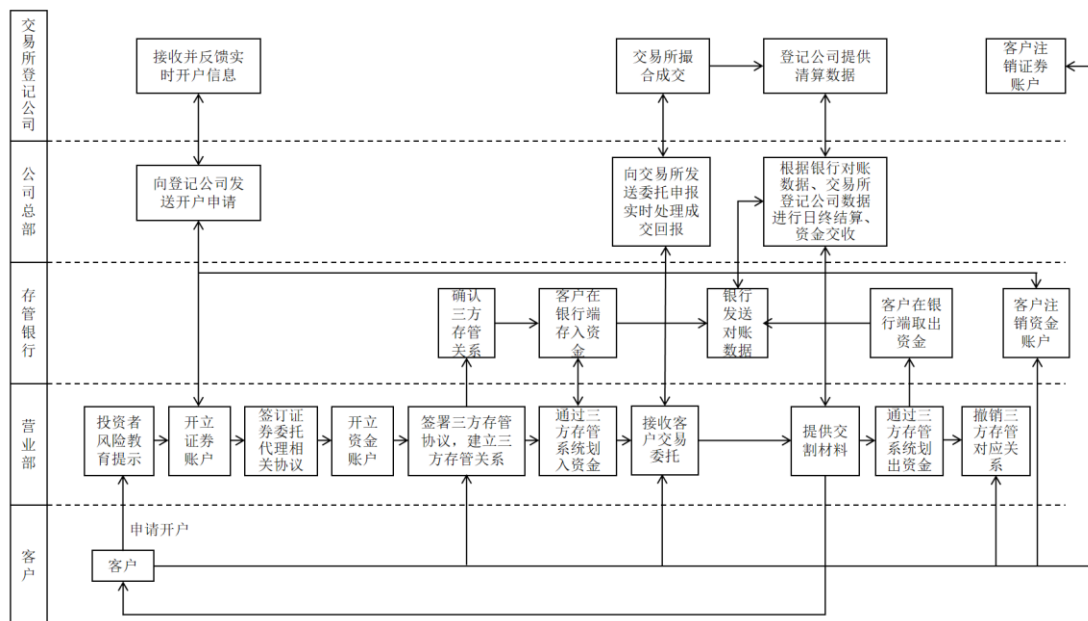 交易所登记公司
接收并反馈实
时开户信息
交易所撮
合成交
登记公司提供
清算数据
客户注
销证券
账户
公司总部
向登记公司发
送开户申请
向交易所发
送委托申报
实时处理成
交回报
根据银行对账
数据、交易所
登记公司数据
进行日终结算、
资金交收
存管银行
确认
三方
存管
关系
客户在
银行端
存入资
金
银行
发送
对账
数据
客户在银
行端取出
资金
客户注
销资金
账户
营业部
投资者
风险教
育提示
开立
证券
账户
签订证
券委托
代理相
关协议
开立
资金
账户
签署三方存管
协议，建立三
方存管关系
通过三
方存管
系统划
入资金
接收客
户交易
委托
提供交
割材料
通过三
方存管
系统划
出资金
撤销三
方存管
对应关
系
客户
申请开户
客户